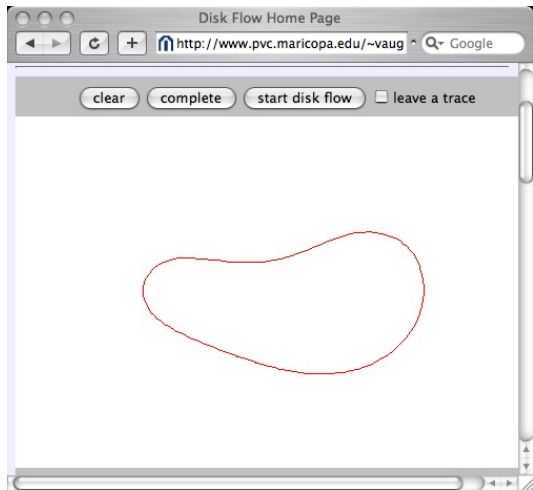 Disk Flow Home Page
http://www.pvc.maricopa.edu/~vaug Google
clear complete start disk flow leave a trace